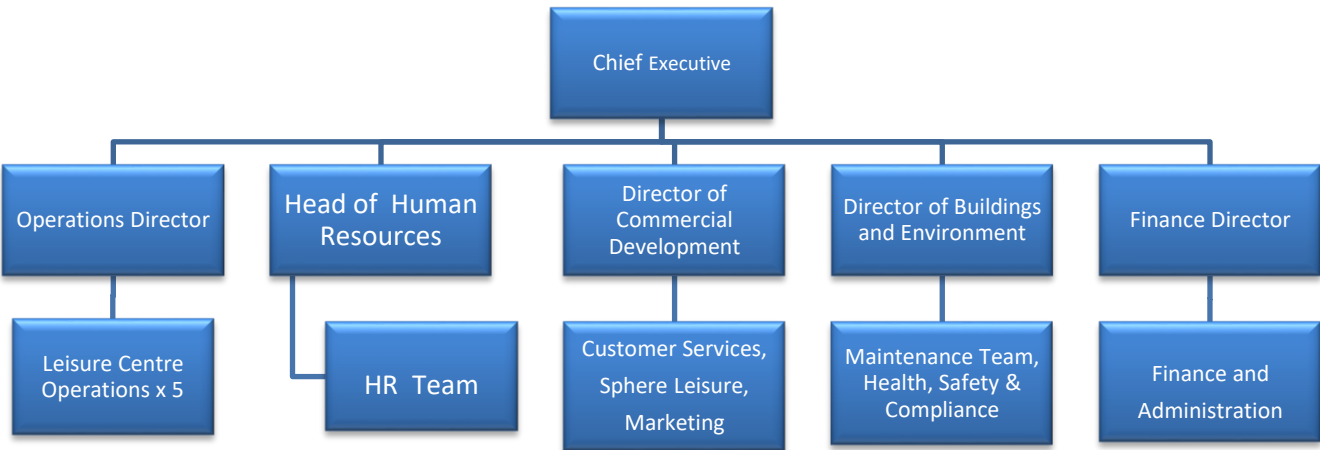 Chief Executive
Operations Director
Head of Human
Resources
Director of
Commercial
Development
Director of Buildings
and Environment
Finance Director
Leisure Centre
Operations x 5
HR Team
Customer Services,
Sphere Leisure,
Marketing
Maintenance Team,
Health, Safety &
Compliance
Finance and
Administration